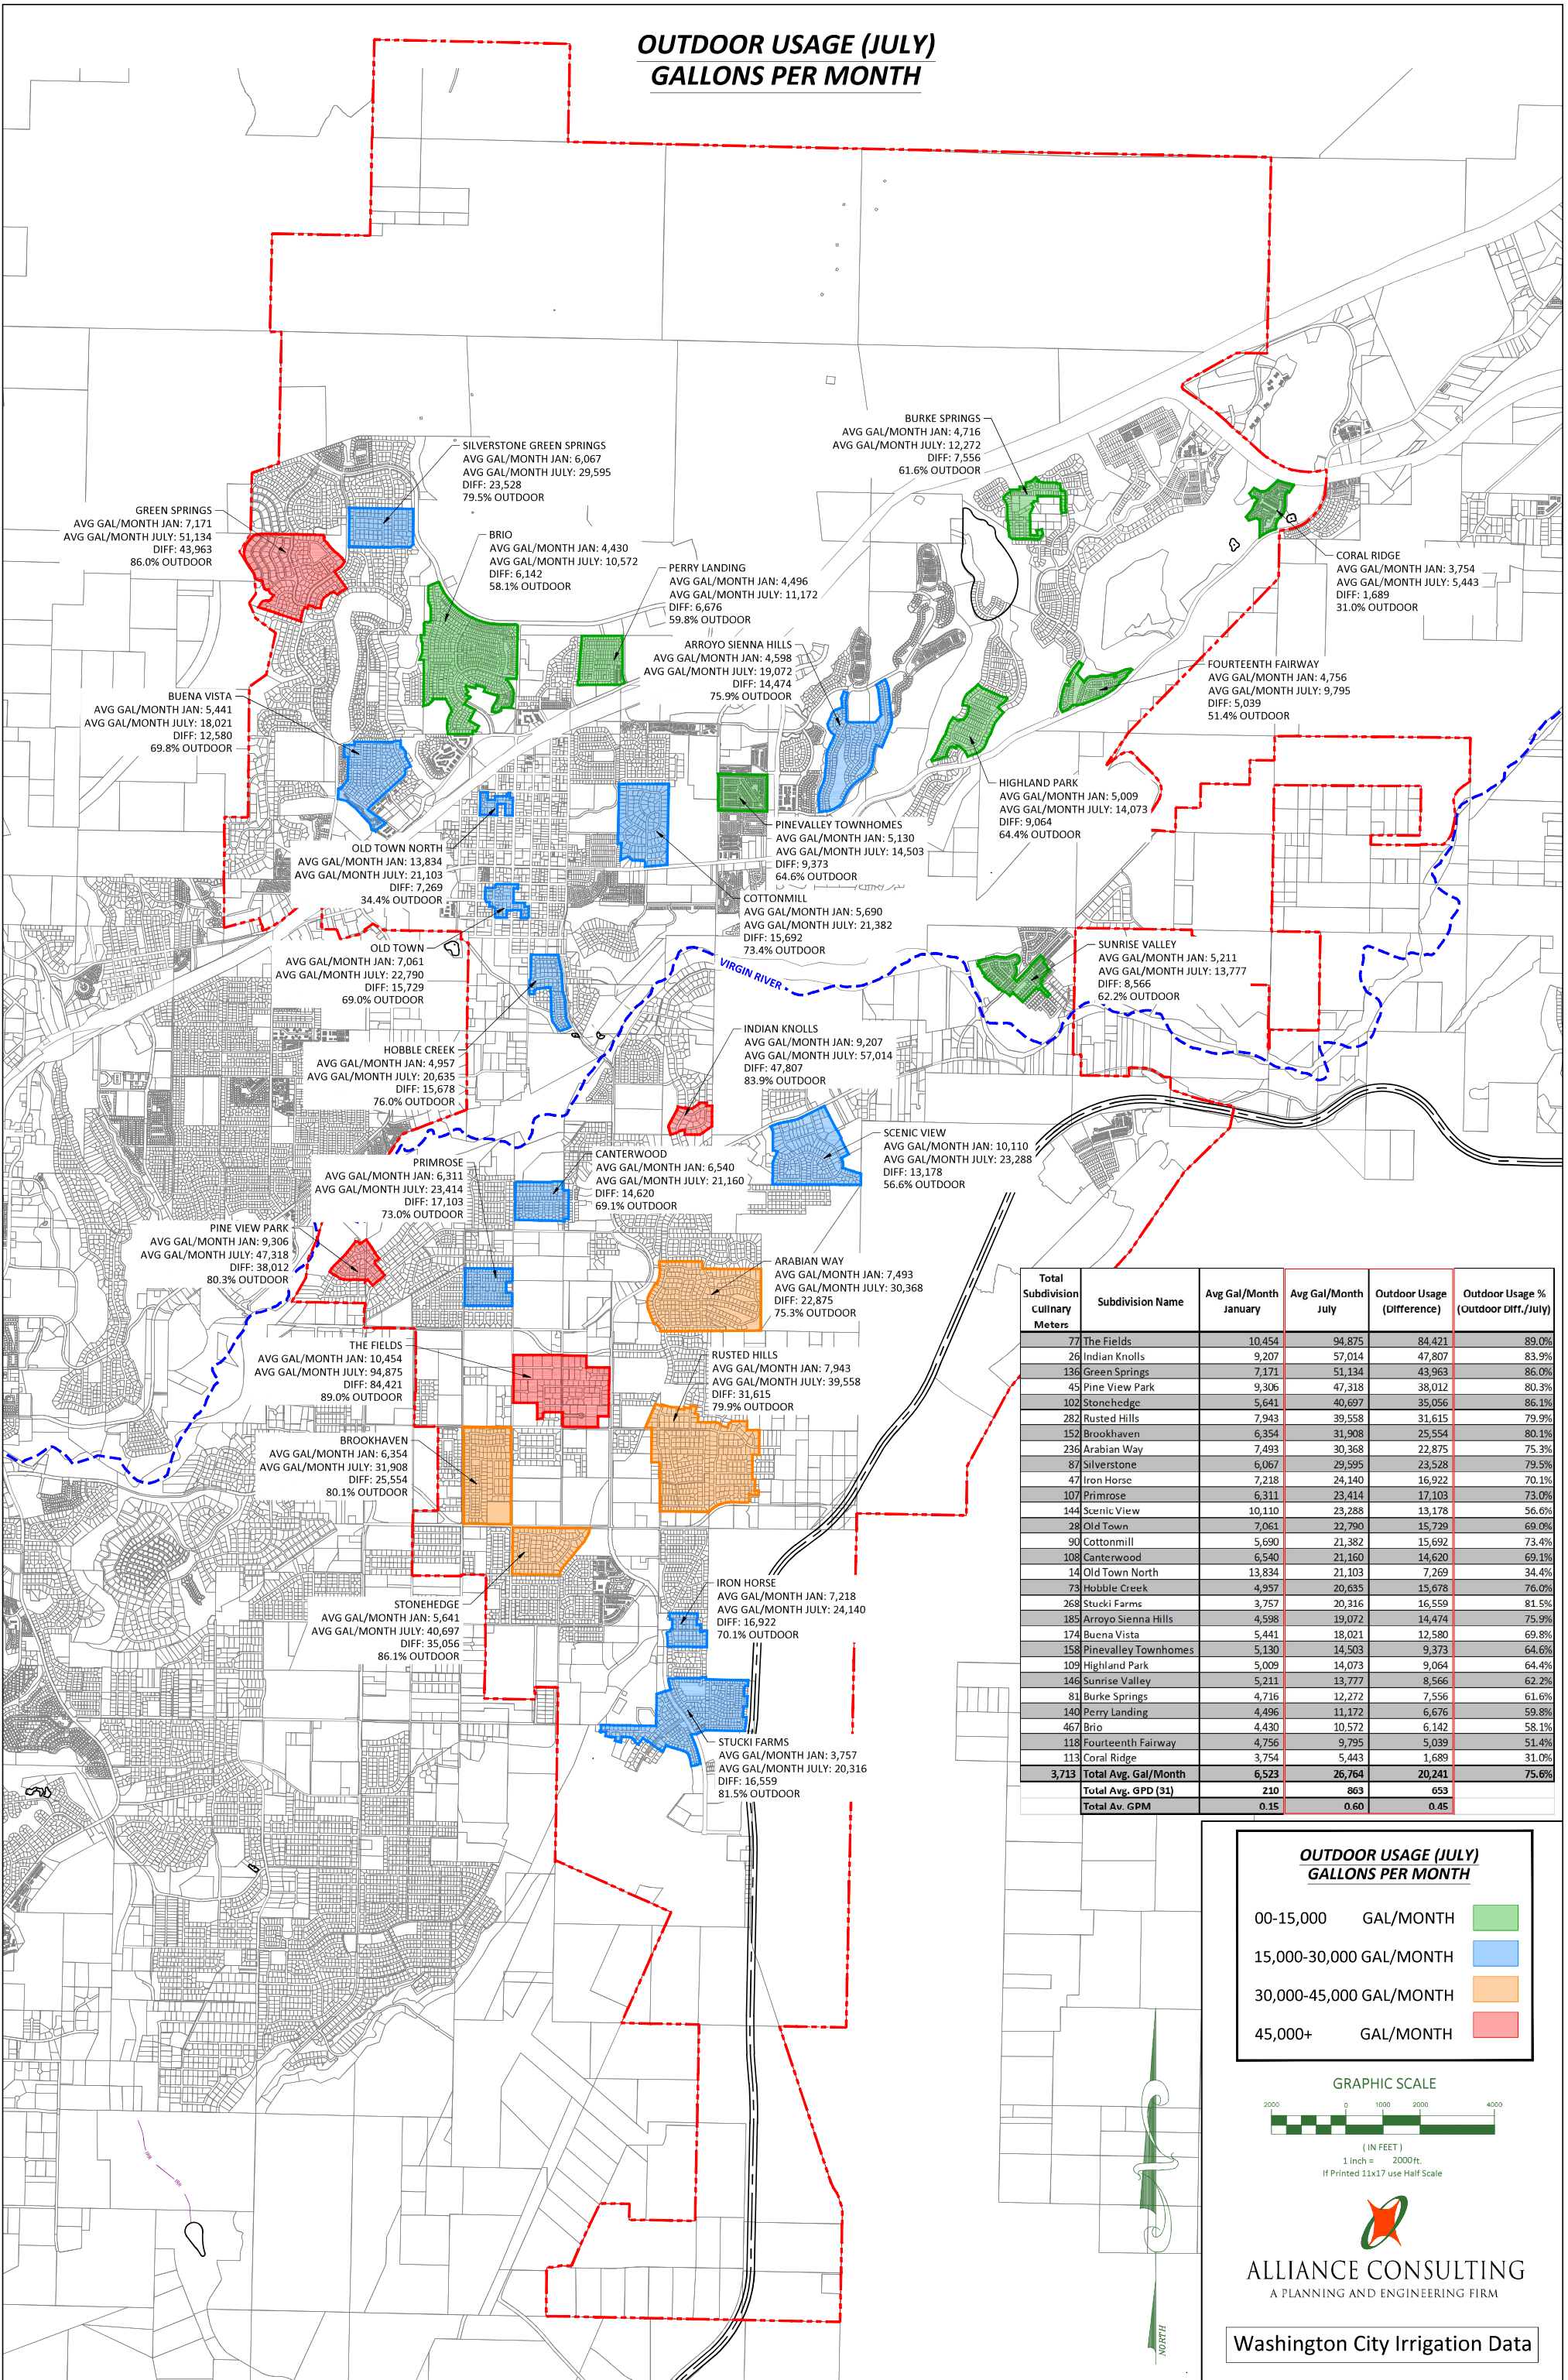 OUTDOOR USAGE (JULY)
GALLONS PER MONTH
BURKE SPRINGS
AVG GAL/MONTH JAN: 4,716
AVG GAL/MONTH JULY: 12,272
DIFF: 7,556
61.6% OUTDOOR
SILVERSTONE GREEN SPRINGS
AVG GAL/MONTH JAN: 6,067
AVG GAL/MONTH JULY: 29,595
DIFF: 23,528
79.5% OUTDOOR
GREEN SPRINGS
AVG GAL/MONTH JAN: 7,171
AVG GAL/MONTH JULY: 51,134
DIFF: 43,963
86.0% OUTDOOR
BRIO
AVG GAL/MONTH JAN: 4,430
AVG GAL/MONTH JULY: 10,572
DIFF: 6,142
58.1% OUTDOOR
PERRY LANDING
AVG GAL/MONTH JAN: 4,496
AVG GAL/MONTH JULY: 11,172
DIFF: 6,676
59.8% OUTDOOR
CORAL RIDGE
AVG GAL/MONTH JAN: 3,754
AVG GAL/MONTH JULY: 5,443
DIFF: 1,689
31.0% OUTDOOR
ARROYO SIENNA HILLS
AVG GAL/MONTH JAN: 4,598
AVG GAL/MONTH JULY: 19,072
DIFF: 14,474
75.9% OUTDOOR
FOURTEENTH FAIRWAY
AVG GAL/MONTH JAN: 4,756
AVG GAL/MONTH JULY: 9,795
DIFF: 5,039
51.4% OUTDOOR
BUENA VISTA
AVG GAL/MONTH JAN: 5,441
AVG GAL/MONTH JULY: 18,021
DIFF: 12,580
69.8% OUTDOOR
HIGHLAND PARK
AVG GAL/MONTH JAN: 5,009
AVG GAL/MONTH JULY: 14,073
DIFF: 9,064
64.4% OUTDOOR
PINEVALLEY TOWNHOMES
AVG GAL/MONTH JAN: 5,130
AVG GAL/MONTH JULY: 14,503
DIFF: 9,373
64.6% OUTDOOR
OLD TOWN NORTH
AVG GAL/MONTH JAN: 13,834
AVG GAL/MONTH JULY: 21,103
DIFF: 7,269
34.4% OUTDOOR
COTTONMILL
AVG GAL/MONTH JAN: 5,690
AVG GAL/MONTH JULY: 21,382
DIFF: 15,692
73.4% OUTDOOR
OLD TOWN
AVG GAL/MONTH JAN: 7,061
AVG GAL/MONTH JULY: 22,790
DIFF: 15,729
69.0% OUTDOOR
VIRGIN RIVER
SUNRISE VALLEY
AVG GAL/MONTH JAN: 5,211
AVG GAL/MONTH JULY: 13,777
DIFF: 8,566
62.2% OUTDOOR
INDIAN KNOLLS
AVG GAL/MONTH JAN: 9,207
AVG GAL/MONTH JULY: 57,014
DIFF: 47,807
83.9% OUTDOOR
HOBBLE CREEK
AVG GAL/MONTH JAN: 4,957
AVG GAL/MONTH JULY: 20,635
DIFF: 15,678
76.0% OUTDOOR
SCENIC VIEW
AVG GAL/MONTH JAN: 10,110
AVG GAL/MONTH JULY: 23,288
DIFF: 13,178
56.6% OUTDOOR
CANTERWOOD
AVG GAL/MONTH JAN: 6,540
AVG GAL/MONTH JULY: 21,160
DIFF: 14,620
69.1% OUTDOOR
PRIMROSE
AVG GAL/MONTH JAN: 6,311
AVG GAL/MONTH JULY: 23,414
DIFF: 17,103
73.0% OUTDOOR
PINE VIEW PARK
AVG GAL/MONTH JAN: 9,306
AVG GAL/MONTH JULY: 47,318
DIFF: 38,012
80.3% OUTDOOR
ARABIAN WAY
AVG GAL/MONTH JAN: 7,493
AVG GAL/MONTH JULY: 30,368
DIFF: 22,875
75.3% OUTDOOR
THE FIELDS
AVG GAL/MONTH JAN: 10,454
AVG GAL/MONTH JULY: 94,875
DIFF: 84,421
89.0% OUTDOOR
RUSTED HILLS
AVG GAL/MONTH JAN: 7,943
AVG GAL/MONTH JULY: 39,558
DIFF: 31,615
79.9% OUTDOOR
BROOKHAVEN
AVG GAL/MONTH JAN: 6,354
AVG GAL/MONTH JULY: 31,908
DIFF: 25,554
80.1% OUTDOOR
STONEHEDGE
AVG GAL/MONTH JAN: 5,641
AVG GAL/MONTH JULY: 40,697
DIFF: 35,056
86.1% OUTDOOR
IRON HORSE
AVG GAL/MONTH JAN: 7,218
AVG GAL/MONTH JULY: 24,140
DIFF: 16,922
70.1% OUTDOOR
STUCKI FARMS
AVG GAL/MONTH JAN: 3,757
AVG GAL/MONTH JULY: 20,316
DIFF: 16,559
81.5% OUTDOOR
Total Subdivision Culinary Meters Subdivision Name Avg Gal/Month January Avg Gal/Month July Outdoor Usage (Difference) Outdoor Usage % (Outdoor Diff./July)
77 The Fields 10,454 94,875 84,421 89.0%
26 Indian Knolls 9,207 57,014 47,807 83.9%
136 Green Springs 7,171 51,134 43,963 86.0%
45 Pine View Park 9,306 47,318 38,012 80.3%
102 Stonehedge 5,641 40,697 35,056 86.1%
282 Rusted Hills 7,943 39,558 31,615 79.9%
152 Brookhaven 6,354 31,908 25,554 80.1%
236 Arabian Way 7,493 30,368 22,875 75.3%
87 Silverstone 6,067 29,595 23,528 79.5%
47 Iron Horse 7,218 24,140 16,922 70.1%
107 Primrose 6,311 23,414 17,103 73.0%
144 Scenic View 10,110 23,288 13,178 56.6%
28 Old Town 7,061 22,790 15,729 69.0%
90 Cottonmill 5,690 21,382 15,692 73.4%
108 Canterwood 6,540 21,160 14,620 69.1%
14 Old Town North 13,834 21,103 7,269 34.4%
73 Hobble Creek 4,957 20,635 15,678 76.0%
268 Stucki Farms 3,757 20,316 16,559 81.5%
185 Arroyo Sienna Hills 4,598 19,072 14,474 75.9%
174 Buena Vista 5,441 18,021 12,580 69.8%
158 Pinevalley Townhomes 5,130 14,503 9,373 64.6%
109 Highland Park 5,009 14,073 9,064 64.4%
146 Sunrise Valley 5,211 13,777 8,566 62.2%
81 Burke Springs 4,716 12,272 7,556 61.6%
140 Perry Landing 4,496 11,172 6,676 59.8%
467 Brio 4,430 10,572 6,142 58.1%
118 Fourteenth Fairway 4,756 9,795 5,039 51.4%
113 Coral Ridge 3,754 5,443 1,689 31.0%
3,713 Total Avg. Gal/Month 6,523 26,764 20,241 75.6%
Total Avg. GPD (31) 210 863 653
Total Av. GPM 0.15 0.60 0.45
OUTDOOR USAGE (JULY)
GALLONS PER MONTH
00-15,000 GAL/MONTH
15,000-30,000 GAL/MONTH
30,000-45,000 GAL/MONTH
45,000+ GAL/MONTH
GRAPHIC SCALE
2000 0 1000 2000 4000
( IN FEET )
1 inch = 2000 ft.
If Printed 11x17 use Half Scale
NORTH
ALLIANCE CONSULTING
A PLANNING AND ENGINEERING FIRM
Washington City Irrigation Data